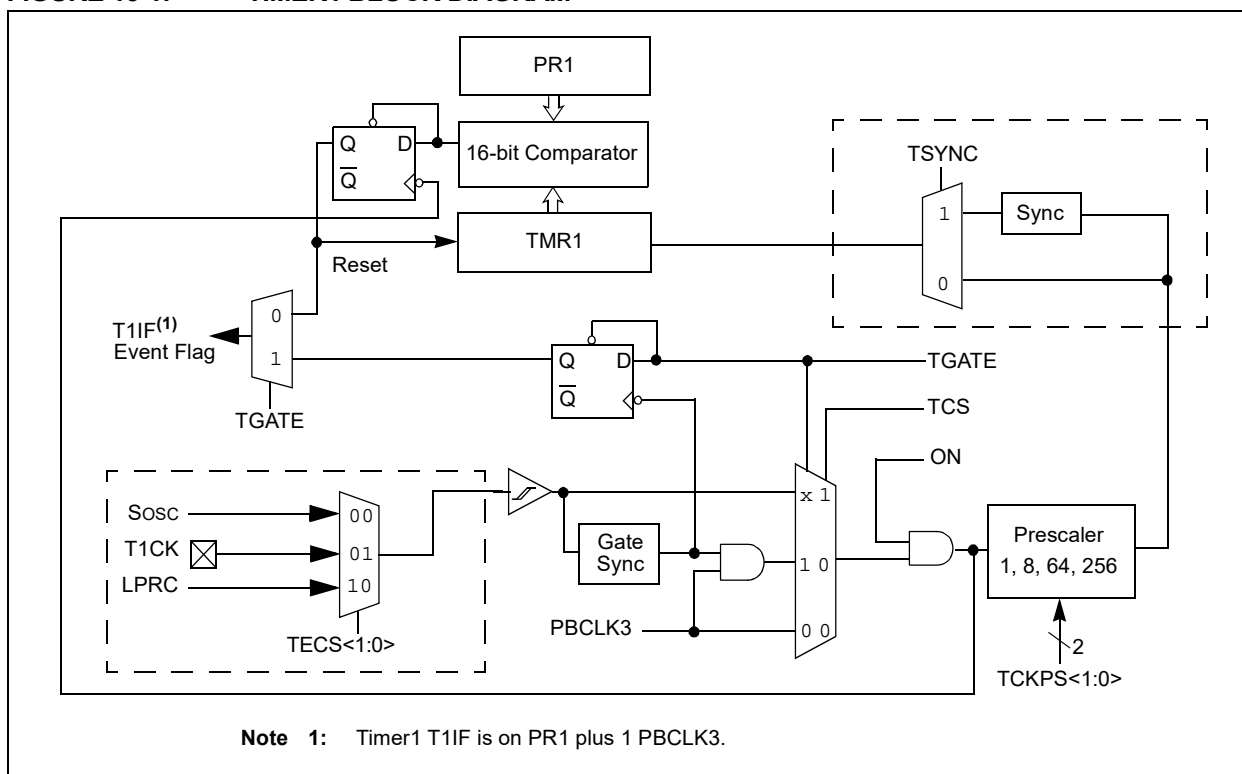 PR1
Q D
Q
16-bit Comparator
TSYNC
1
Sync
TMR1
Reset
0
0
T1IF(1)
Event Flag
1
TGATE
Q D
Q
TGATE
TCS
ON
SOSC
00
T1CK
01
LPRC
10
TECS<1:0>
x 1
Gate
Sync
1 0
PBCLK3
0 0
Prescaler
1, 8, 64, 256
2
TCKPS<1:0>
Note 1: Timer1 T1IF is on PR1 plus 1 PBCLK3.